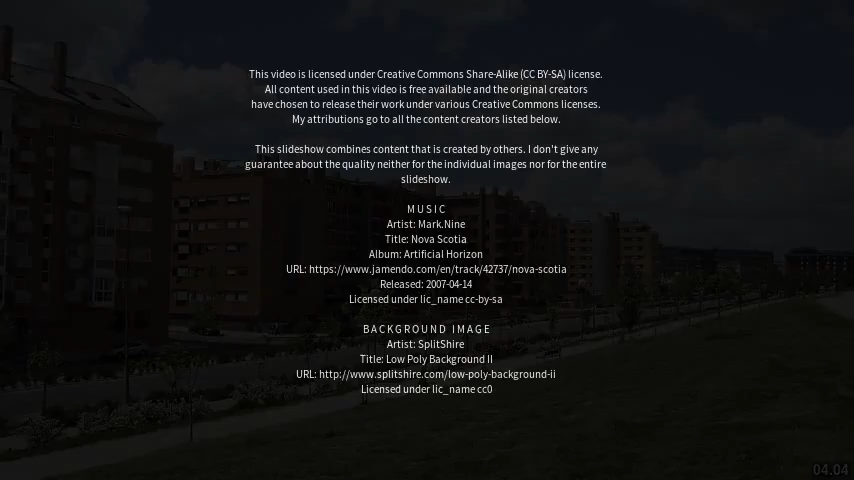 This video is licensed under Creative Commons Share-Alike (CC BY-SA) license.
All content used in this video is free available and the original creators
have chosen to release their work under various Creative Commons licenses.
My attributions go to all the content creators listed below.
This slideshow combines content that is created by others. I don't give any
guarantee about the quality neither for the individual images nor for the entire
slideshow.
MUSIC
Artist: Mark.Nine
Title: Nova Scotia
Album: Artificial Horizon
URL: https://www.jamendo.com/en/track/42737/nova-scotia
Released: 2007-04-14
Licensed under lic_name cc-by-sa
BACKGROUND IMAGE
Artist: SplitShire
Title: Low Poly Background II
URL: http://www.splitshire.com/low-poly-background-ii
Licensed under lic_name cc0
04.04